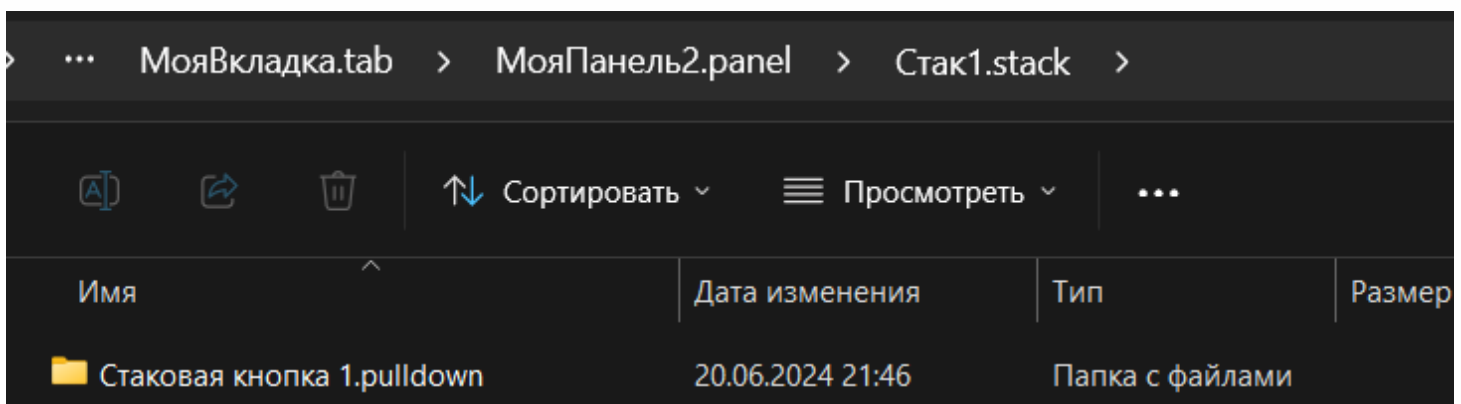 МояВкладка.tab > МояПанель2.panel > Стак1.stack >
Сортировать Просмотреть
Имя Дата изменения Тип Размер
Стаковая кнопка 1.pulldown 20.06.2024 21:46 Папка с файлами